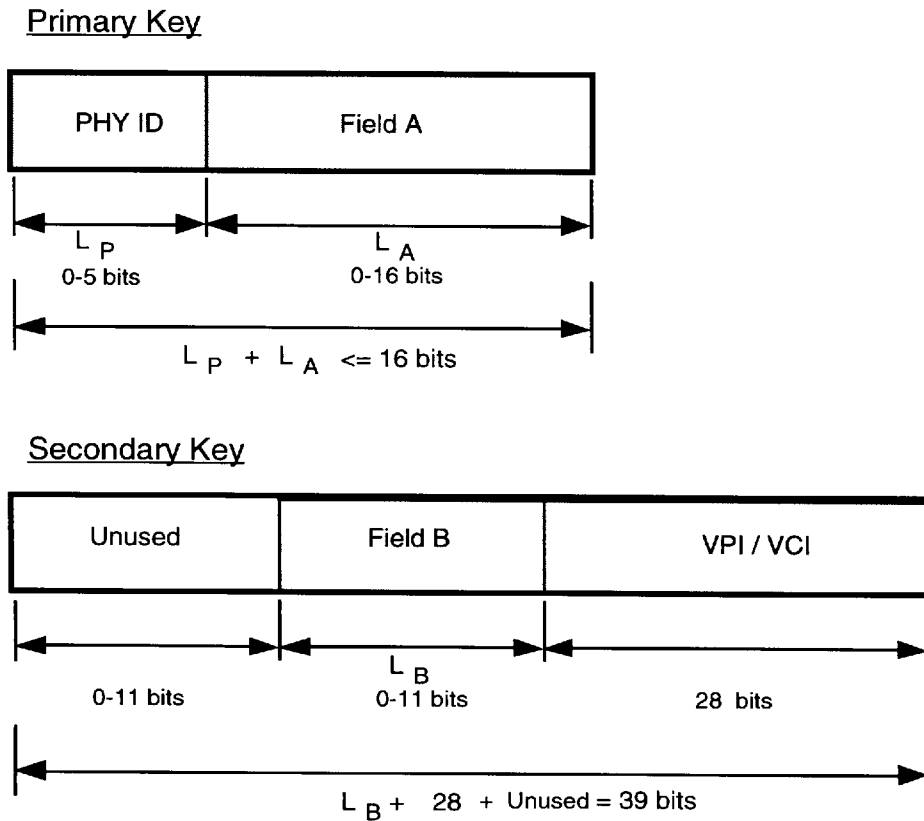 Primary Key
PHY ID Field A
L P L A
0-5 bits 0-16 bits
L P + L A <= 16 bits
Secondary Key
Unused Field B VPI / VCI
L B
0-11 bits 0-11 bits 28 bits
L B + 28 + Unused = 39 bits